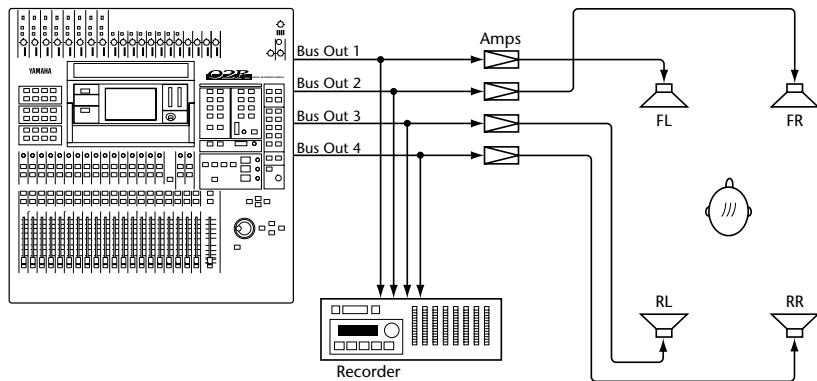 Bus Out 1
Amps
YAMAHA
02R
Bus Out 2
Bus Out 3
Bus Out 4
FL
FR
RL
RR
Recorder